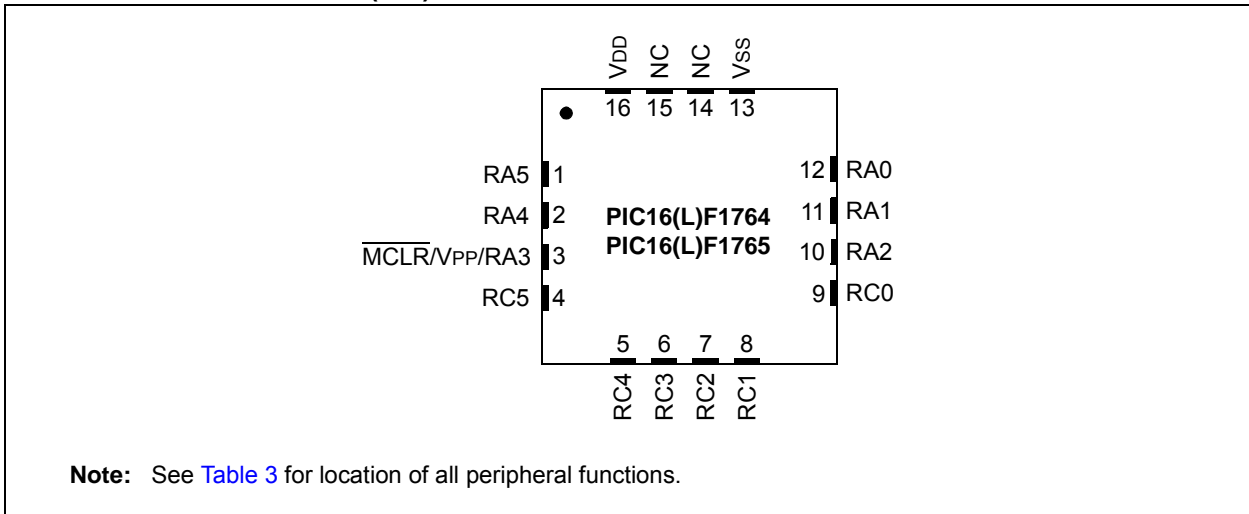 VDD NC NC VSS
16 15 14 13
RA5 1
RA4 2
MCLR/VPP/RA3 3
RC5 4
PIC16(L)F1764
PIC16(L)F1765
12 RA0
11 RA1
10 RA2
9 RC0
5 6 7 8
RC4 RC3 RC2 RC1
Note: See Table 3 for location of all peripheral functions.